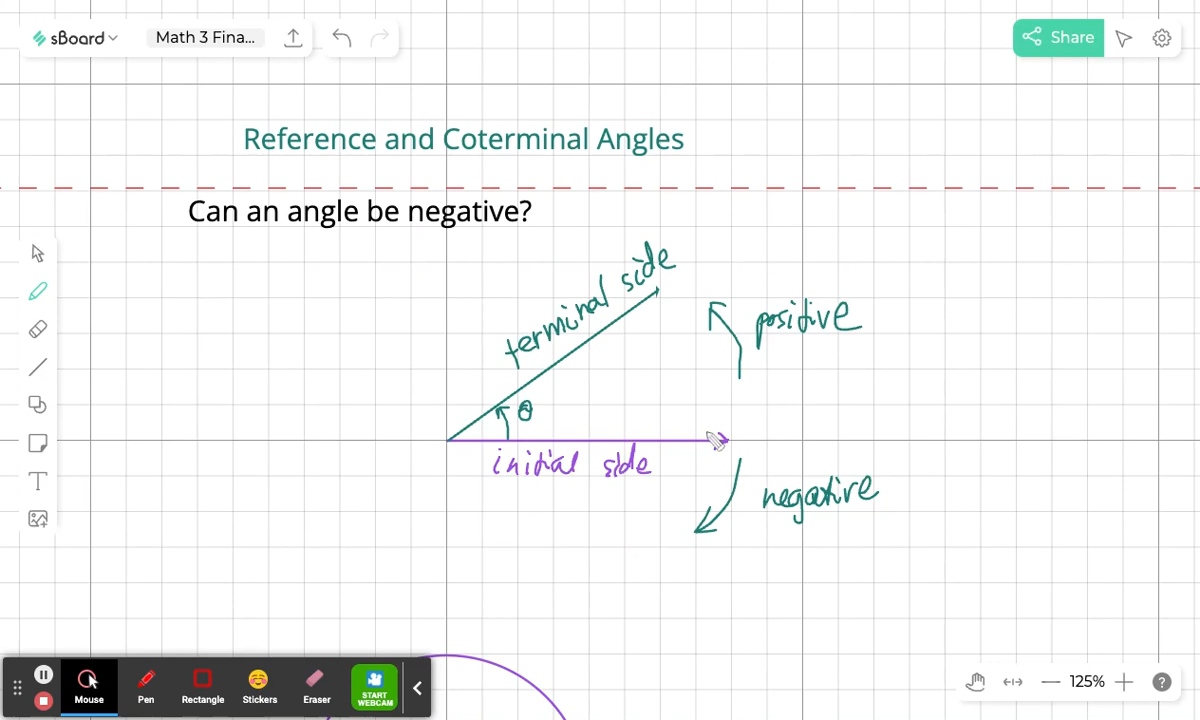 sBoard
Math 3 Fina...
Share
Reference and Coterminal Angles
Can an angle be negative?
terminal side
positive
θ
initial side
negative
125%
Mouse
Pen
Rectangle
Stickers
Eraser
START
WEBCAM